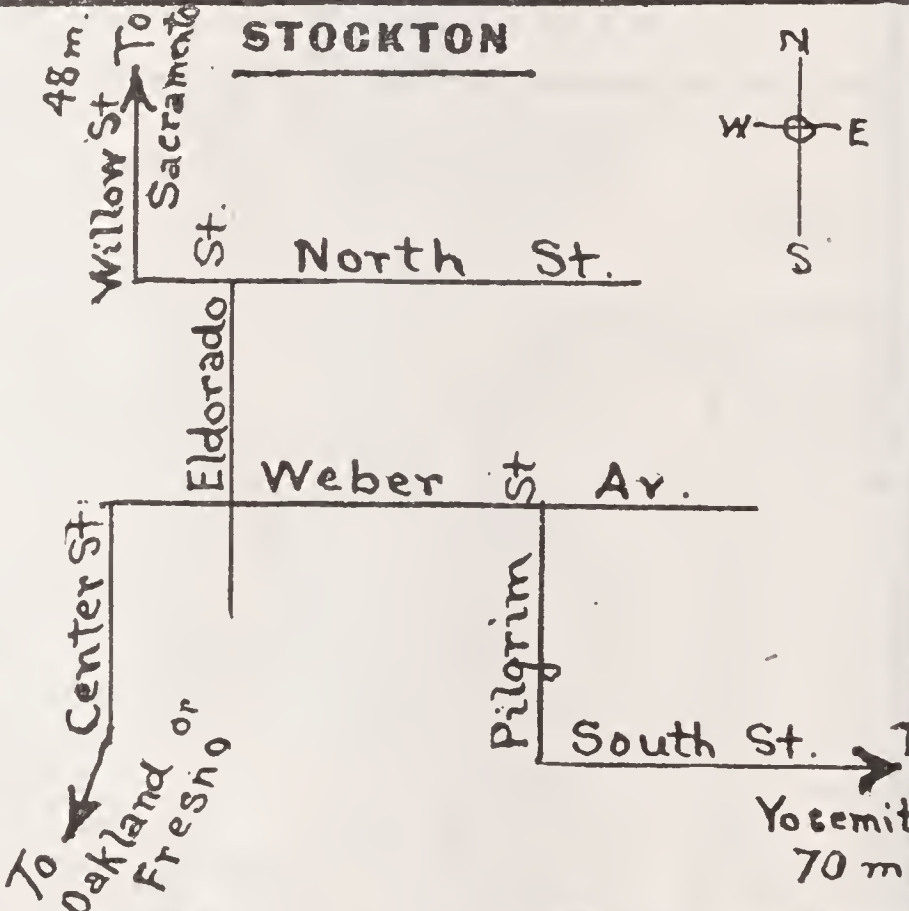 STOCKTON
48 m.
To
Sacramento
Willow St
N
W
E
S
North St.
Eldorado St.
Weber Av.
Center St.
Pilgrim St
South St.
70 m
To
Oakland or
Fresno